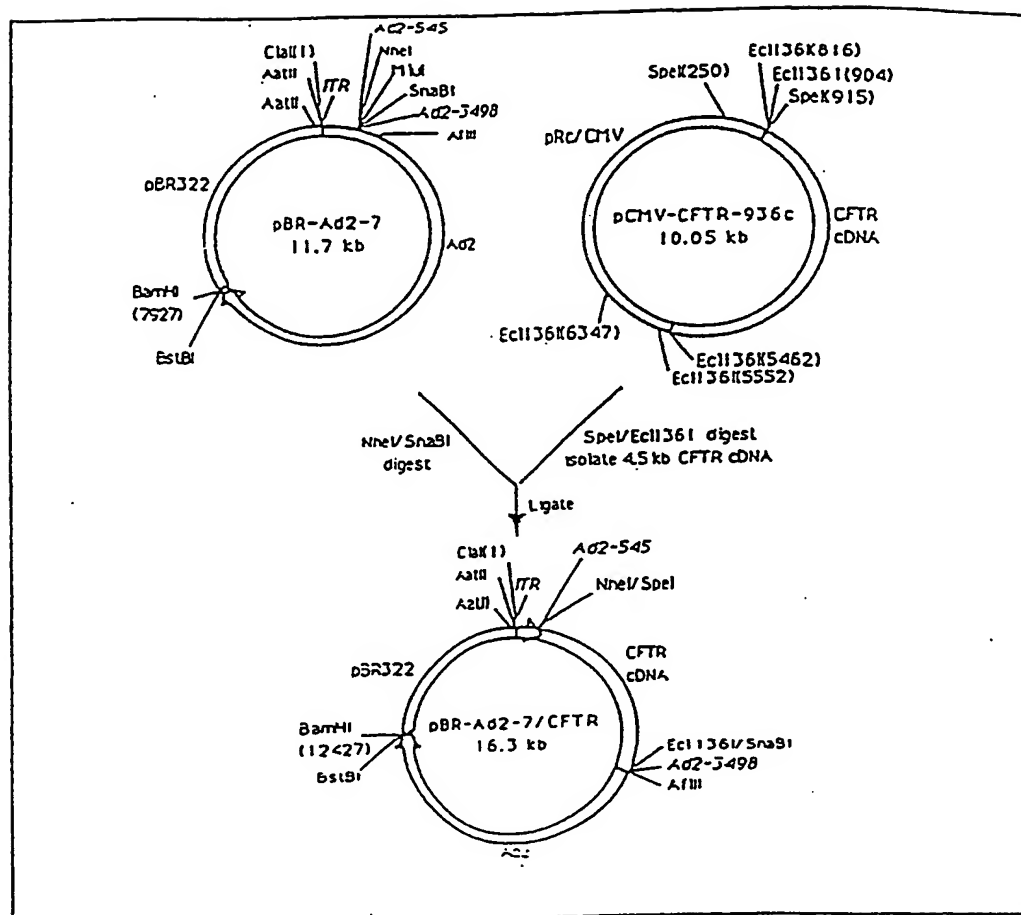 Ad2-545
NheI
MluI
SnaBI
Ad2-3498
AflII
ClaI(1)
AatII
ITR
AatII
pBR322
pBR-Ad2-7
11.7 kb
Ad2
BamHI
(7927)
BstBI
Ecl136I(816)
Ecl136I(904)
SpeI(915)
SpeI(250)
pRc/CMV
pCMV-CFTR-936c
10.05 kb
CFTR
cDNA
Ecl136I(6347)
Ecl136I(5462)
Ecl136I(5552)
NheI/SnaBI
digest
SpeI/Ecl136I digest
isolate 4.5 kb CFTR cDNA
Ligate
ClaI(1)
AatII
ITR
AatII
Ad2-545
NheI/SpeI
pBR322
CFTR
cDNA
pBR-Ad2-7/CFTR
16.3 kb
BamHI
(12427)
BstBI
Ecl136I/SnaBI
Ad2-3498
AflII